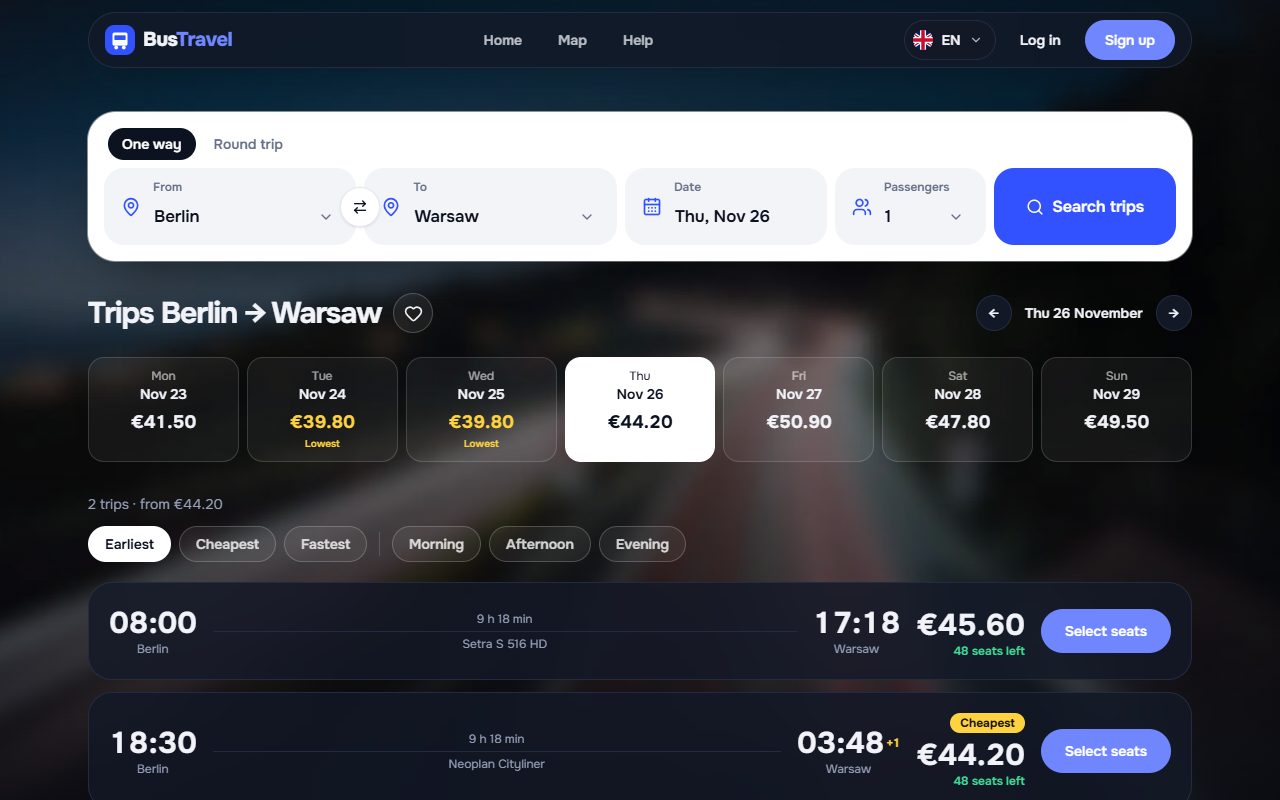 BusTravel Home Map Help EN Log in Sign up
One way Round trip
From To Date Passengers
Berlin Warsaw Thu, Nov 26 1 Search trips
Trips Berlin → Warsaw ← Thu 26 November →
Mon Tue Wed Thu Fri Sat Sun
Nov 23 Nov 24 Nov 25 Nov 26 Nov 27 Nov 28 Nov 29
€41.50 €39.80 €39.80 €44.20 €50.90 €47.80 €49.50
Lowest Lowest
2 trips · from €44.20
Earliest Cheapest Fastest Morning Afternoon Evening
08:00 9 h 18 min 17:18 €45.60 Select seats
Berlin Setra S 516 HD Warsaw 48 seats left
Cheapest
18:30 9 h 18 min 03:48 +1 €44.20 Select seats
Berlin Neoplan Cityliner Warsaw 48 seats left